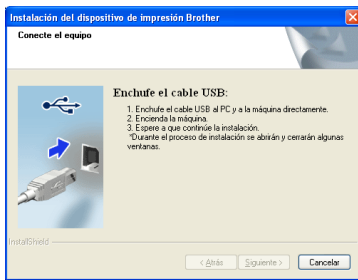 Instalación del dispositivo de impresión Brother
Conecte el equipo
Enchufe el cable USB:
1. Enchufe el cable USB al PC y a la máquina directamente.
2. Encienda la máquina.
3. Espere a que continúe la instalación.
*Durante el proceso de instalación se abrirán y cerrarán algunas
ventanas.
InstallShield
< Atrás
Siguiente >
Cancelar